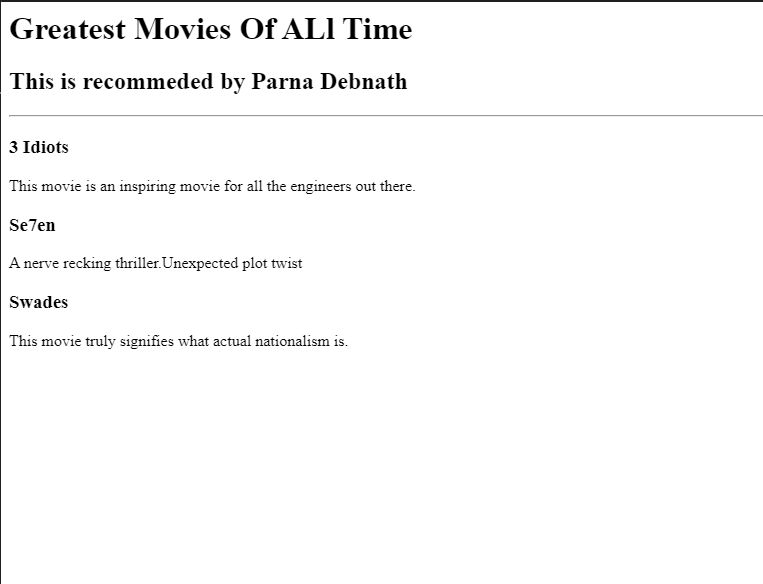 Greatest Movies Of ALl Time
This is recommeded by Parna Debnath
3 Idiots
This movie is an inspiring movie for all the engineers out there.
Se7en
A nerve recking thriller.Unexpected plot twist
Swades
This movie truly signifies what actual nationalism is.